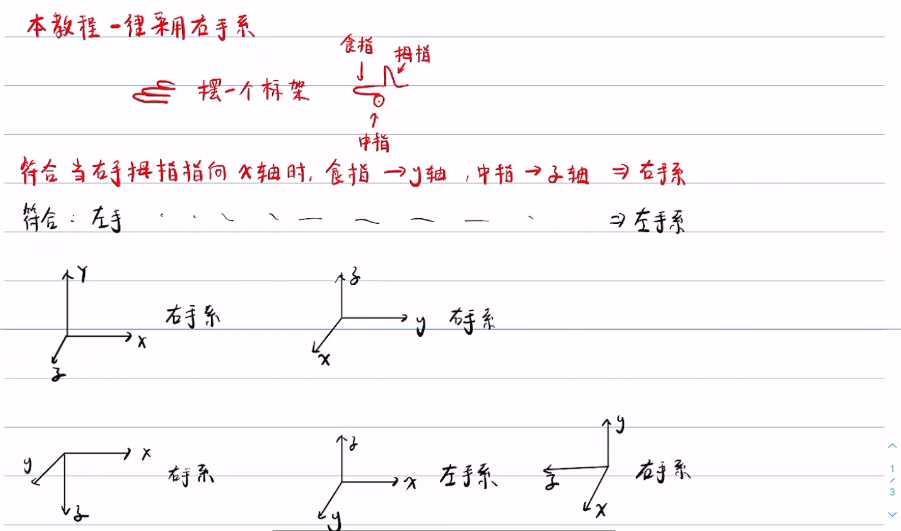 本教程一律采用右手系
食指 拇指
摆一个标架
中指
符合当右手拇指指向x轴时,食指→y轴,中指→z轴 ⇒右手系
符合:左手 ⇒左手系
Y z
右手系 y 右手系
x
z x
y
x z
y 右手系 x 左手系 z 右手系
z y x
1
/
3